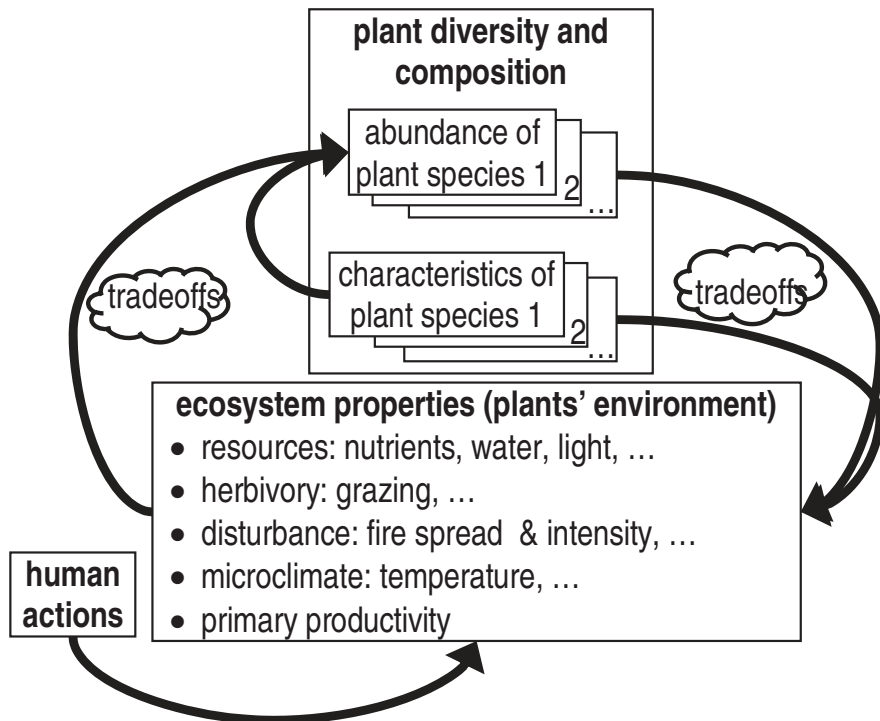 plant diversity and
composition
abundance of
plant species 1
2
...
characteristics of
plant species 1
2
...
tradeoffs
tradeoffs
ecosystem properties (plants’ environment)
• resources: nutrients, water, light, …
• herbivory: grazing, …
• disturbance: fire spread & intensity, …
• microclimate: temperature, …
• primary productivity
human
actions